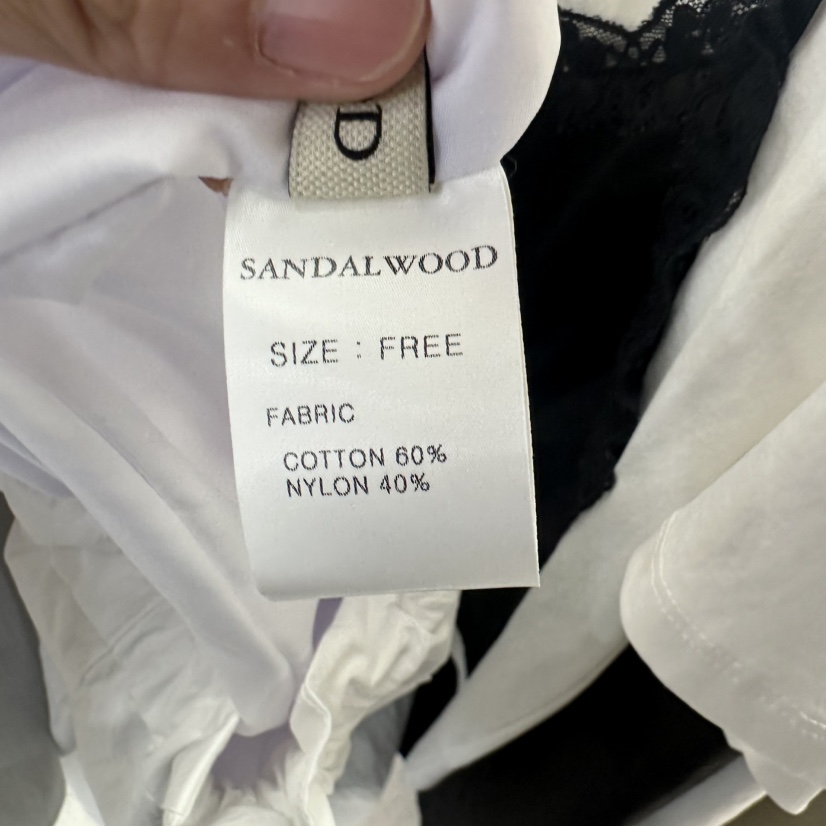 D
SANDALWOOD
SIZE : FREE
FABRIC
COTTON 60%
NYLON 40%